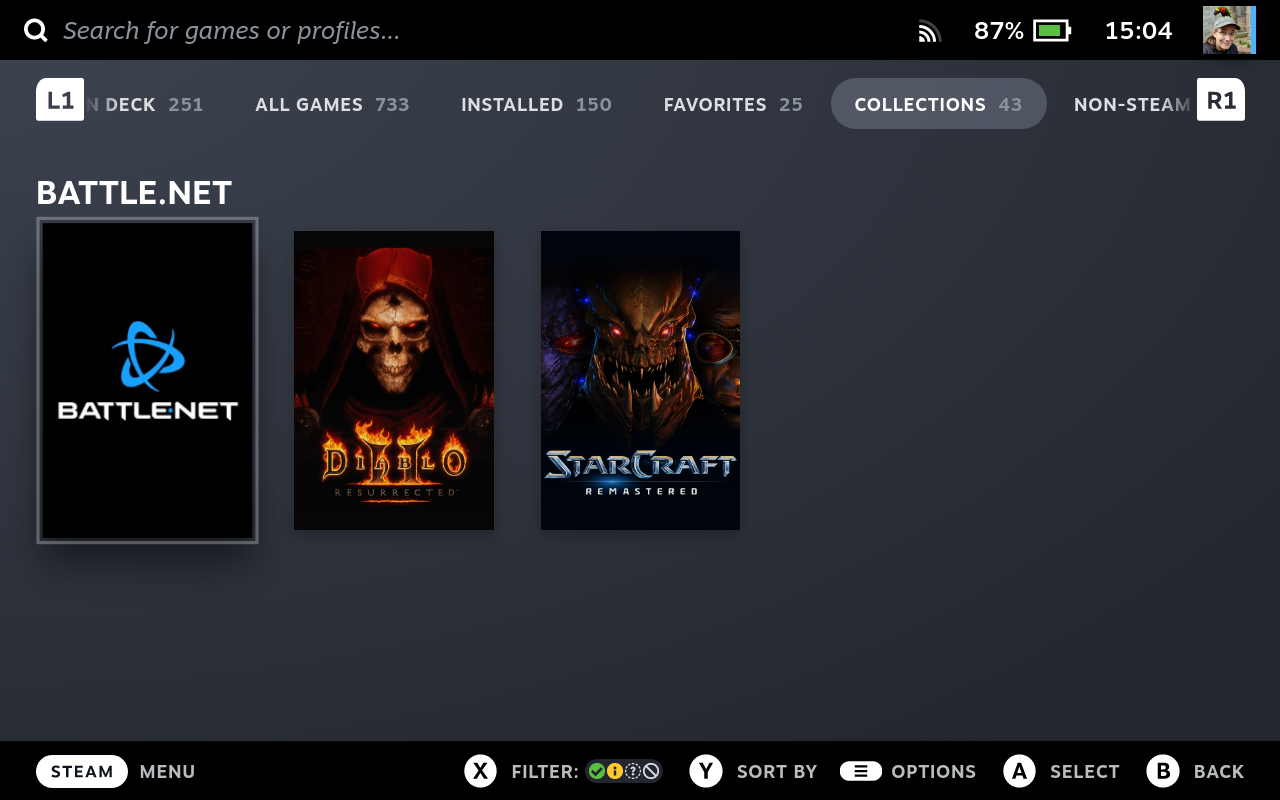 Search for games or profiles...
87%
15:04
L1
N DECK 251
ALL GAMES 733
INSTALLED 150
FAVORITES 25
COLLECTIONS 43
NON-STEAM
R1
BATTLE.NET
BATTLE.NET
DIABLO
II
RESURRECTED
STARCRAFT
REMASTERED
STEAM MENU
X FILTER:
Y SORT BY
OPTIONS
A SELECT
B BACK